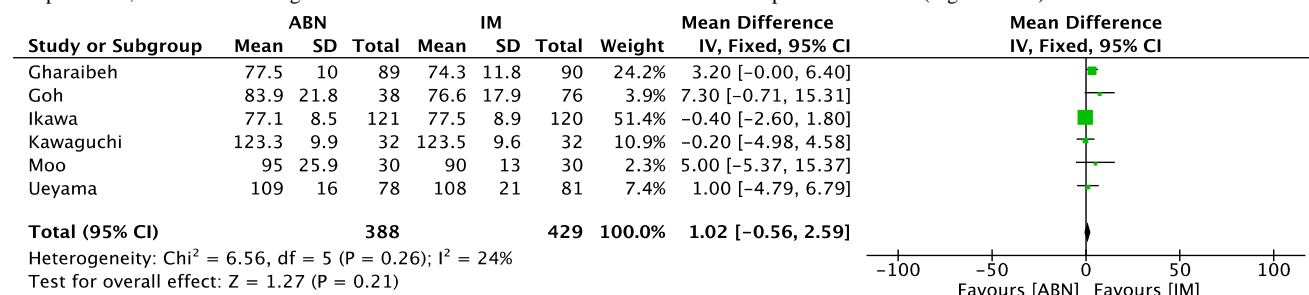 ABN IM Mean Difference Mean Difference
Study or Subgroup Mean SD Total Mean SD Total Weight IV, Fixed, 95% CI IV, Fixed, 95% CI
Gharaibeh 77.5 10 89 74.3 11.8 90 24.2% 3.20 [−0.00, 6.40]
Goh 83.9 21.8 38 76.6 17.9 76 3.9% 7.30 [−0.71, 15.31]
Ikawa 77.1 8.5 121 77.5 8.9 120 51.4% −0.40 [−2.60, 1.80]
Kawaguchi 123.3 9.9 32 123.5 9.6 32 10.9% −0.20 [−4.98, 4.58]
Moo 95 25.9 30 90 13 30 2.3% 5.00 [−5.37, 15.37]
Ueyama 109 16 78 108 21 81 7.4% 1.00 [−4.79, 6.79]
Total (95% CI) 388 429 100.0% 1.02 [−0.56, 2.59]
Heterogeneity: Chi² = 6.56, df = 5 (P = 0.26); I² = 24%
Test for overall effect: Z = 1.27 (P = 0.21)
−100 −50 0 50 100
Favours [ABN] Favours [IM]